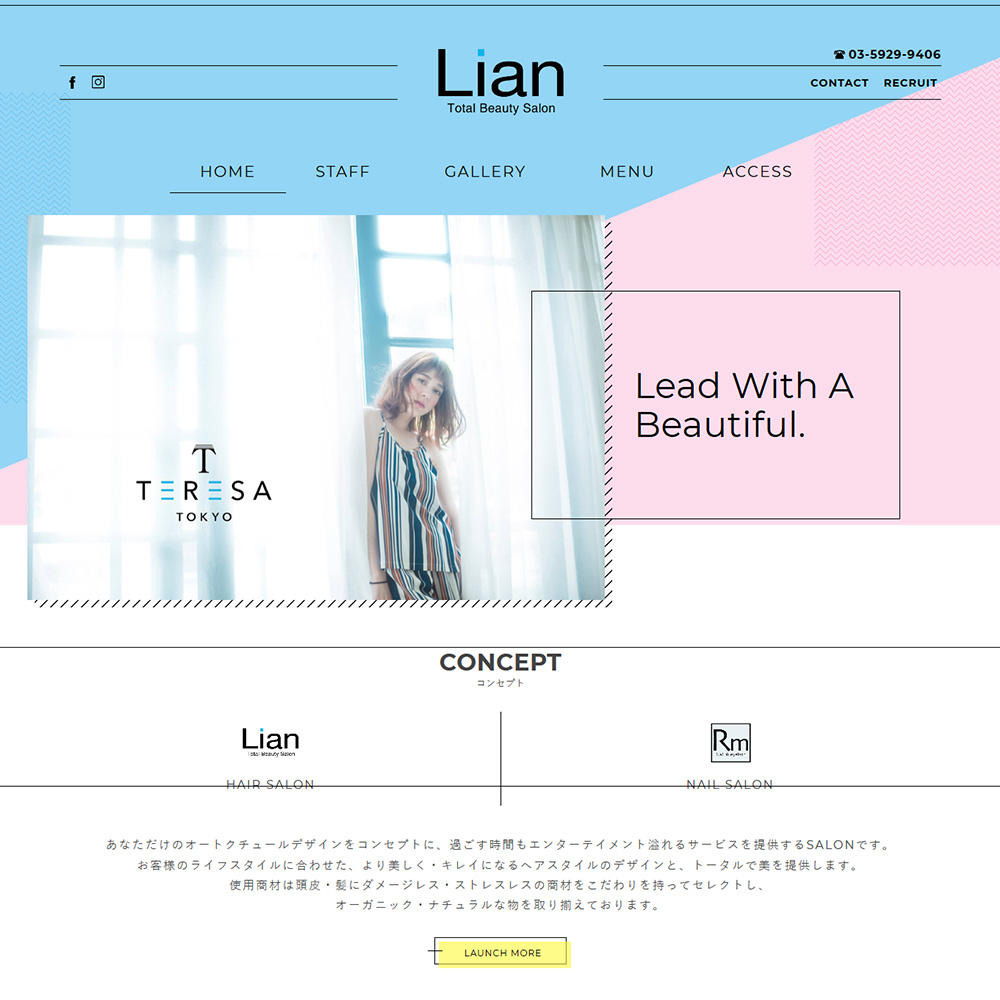 Lian
Total Beauty Salon
03-5929-9406
CONTACT RECRUIT
HOME STAFF GALLERY MENU ACCESS
Lead With A
Beautiful.
T
TERESA
TOKYO
CONCEPT
コンセプト
Lian
Total Beauty Salon
HAIR SALON
Rm
NAIL SALON
あなただけのオートクチュールデザインをコンセプトに、過ごす時間もエンターテイメント溢れるサービスを提供するSALONです。
お客様のライフスタイルに合わせた、より美しく・キレイになるヘアスタイルのデザインと、トータルで美を提供します。
使用商材は頭皮・髪にダメージレス・ストレスレスの商材をこだわりを持ってセレクトし、
オーガニック・ナチュラルな物を取り揃えております。
LAUNCH MORE